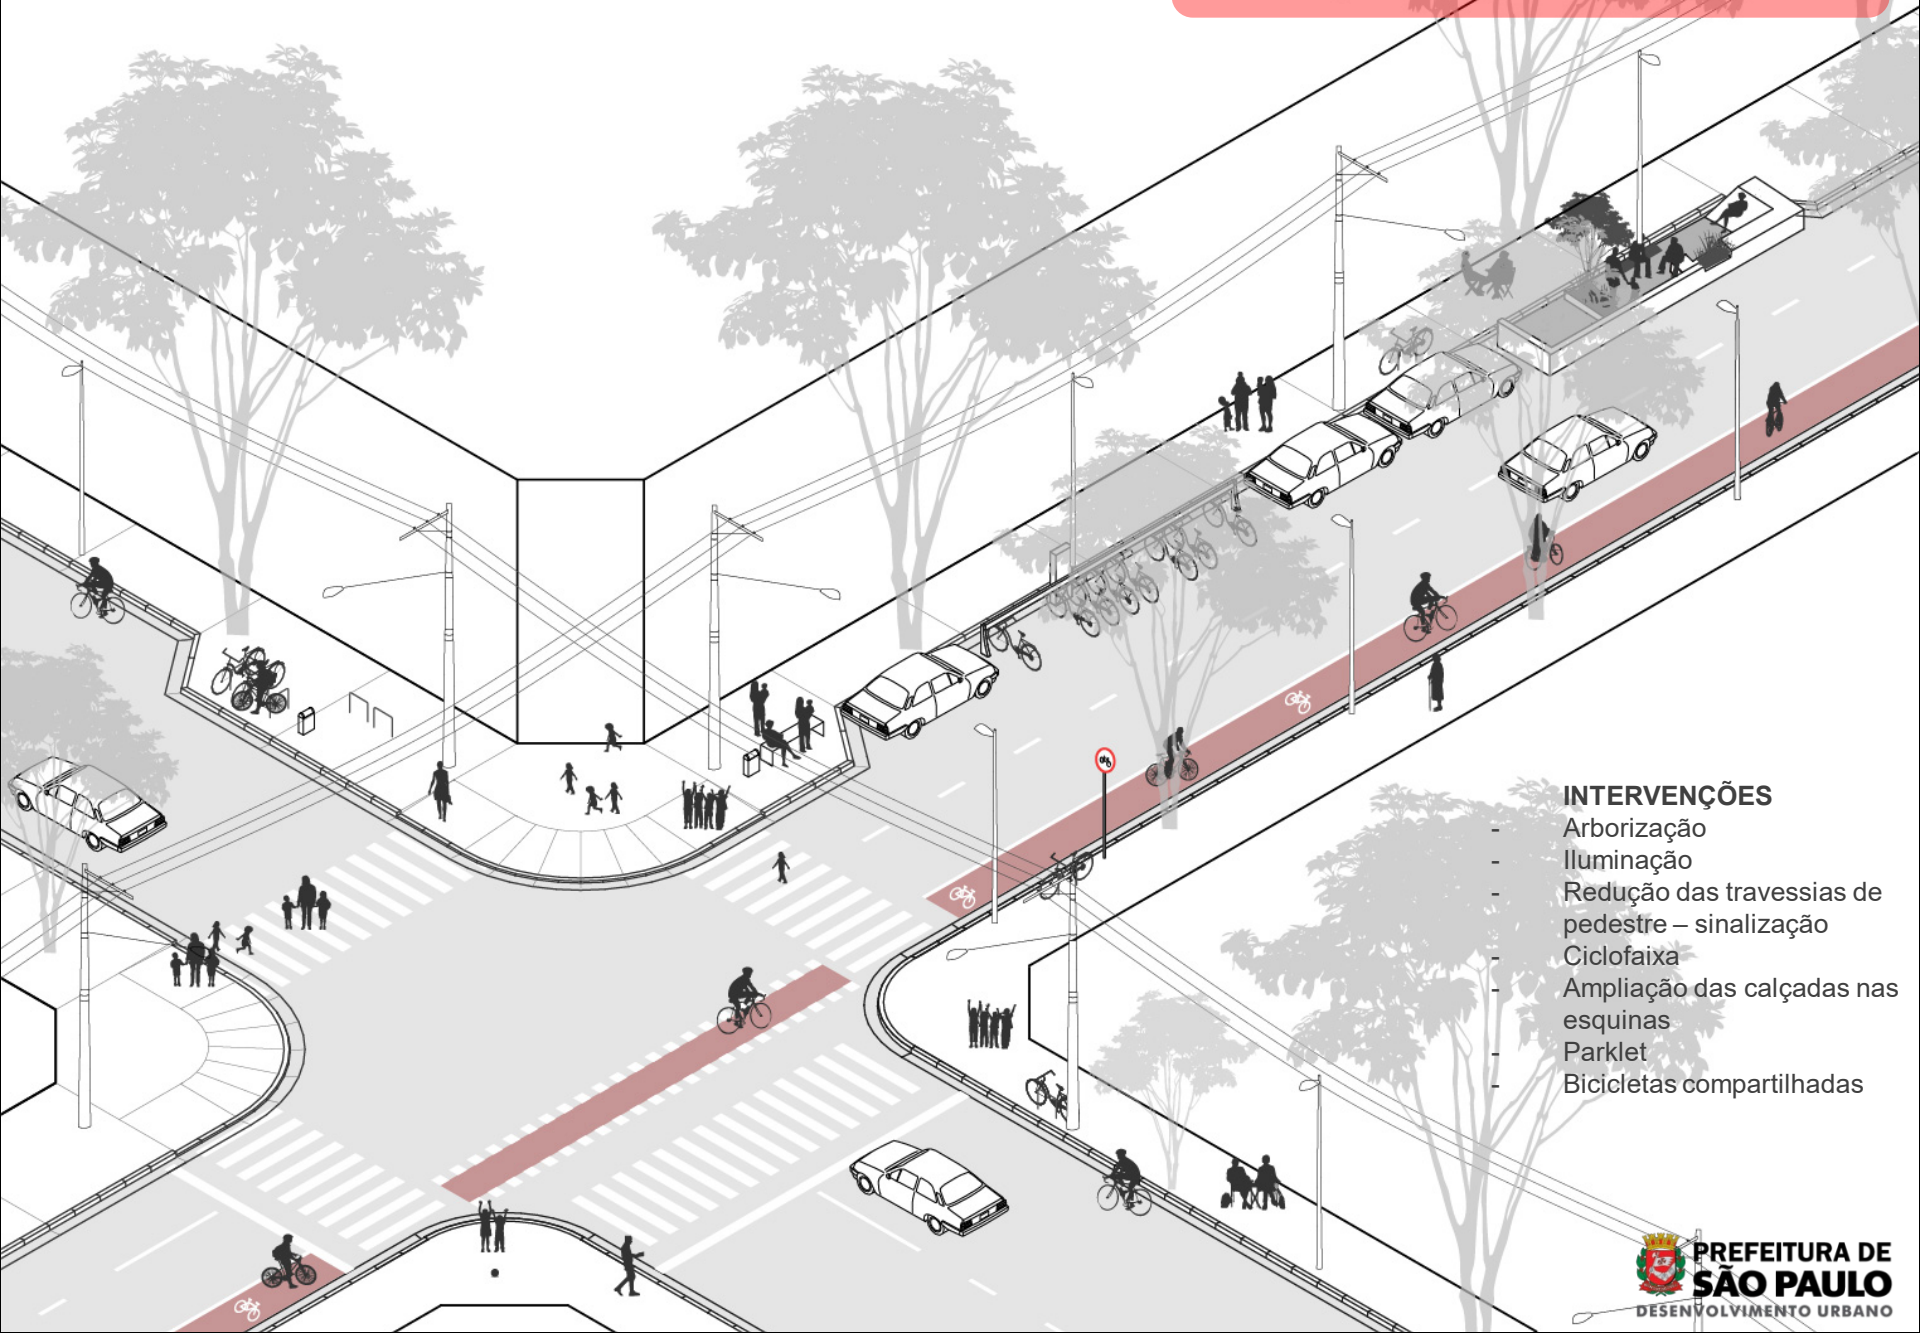 INTERVENÇÕES
- Arborização
- Iluminação
- Redução das travessias de
pedestre – sinalização
- Ciclofaixa
- Ampliação das calçadas nas
esquinas
- Parklet
- Bicicletas compartilhadas
PREFEITURA DE
SÃO PAULO
DESENVOLVIMENTO URBANO